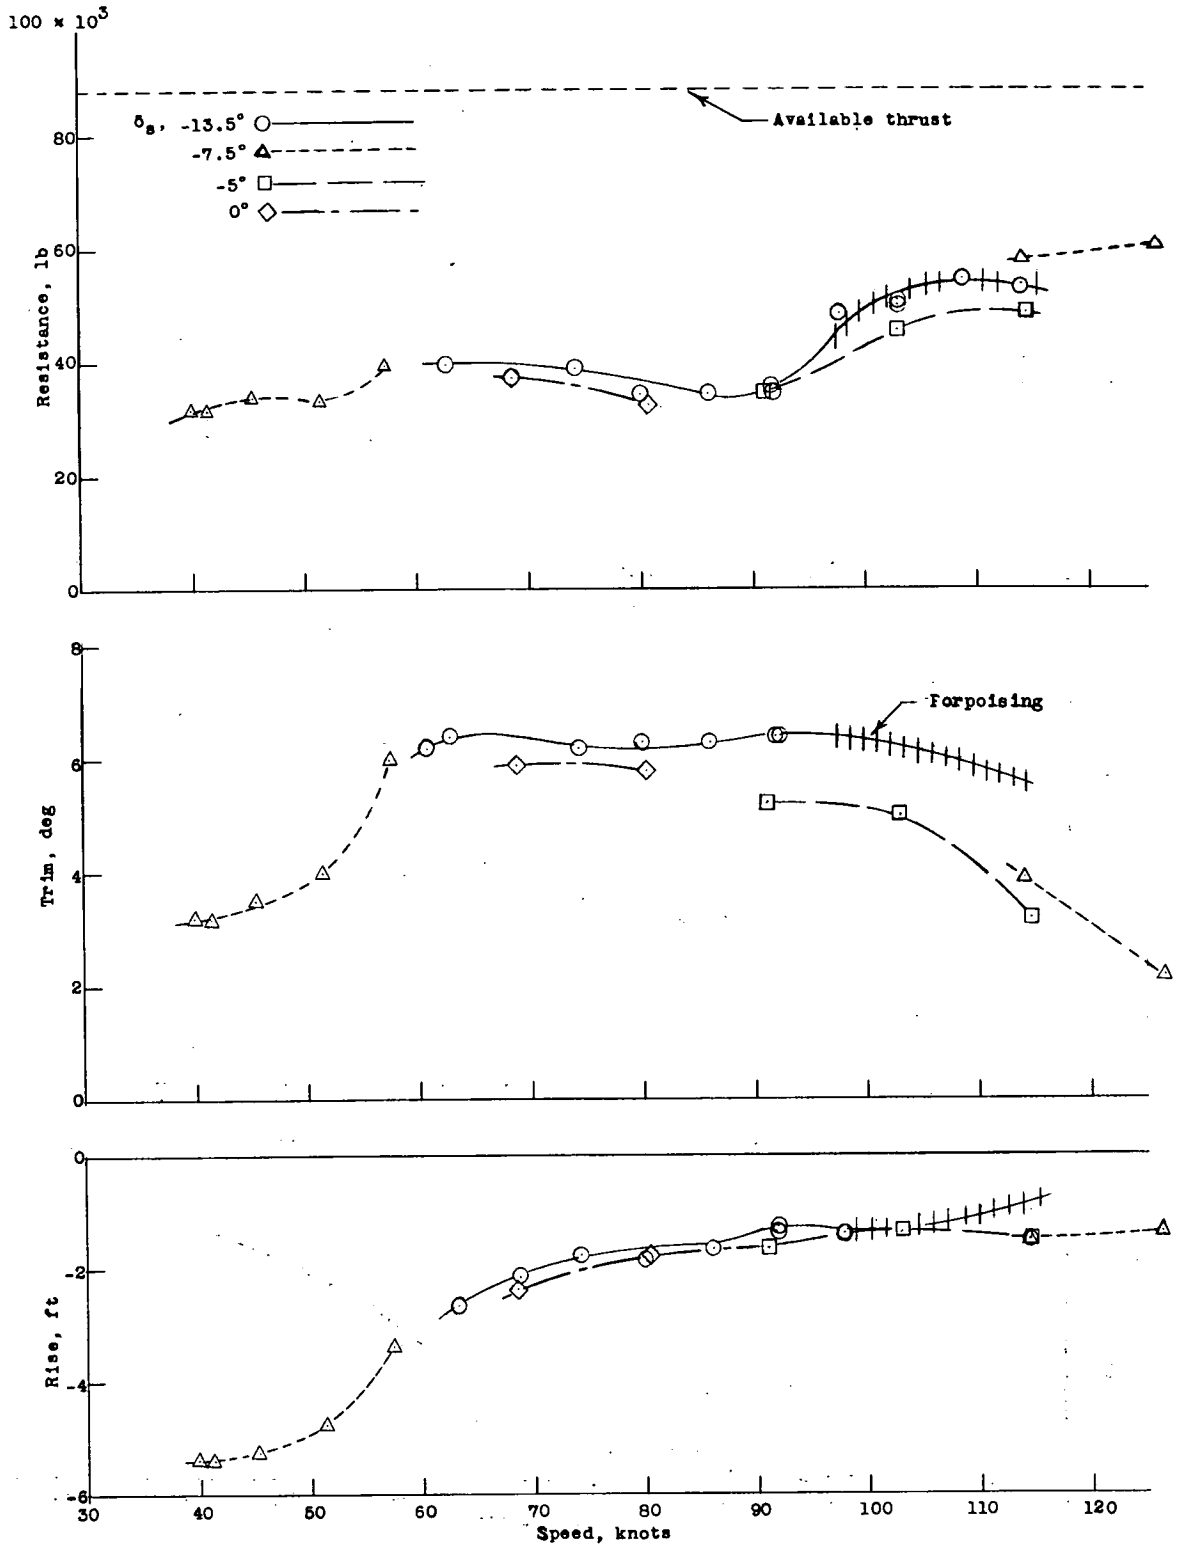 100 × 10³
Available thrust
δs, -13.5°
-7.5°
-5°
0°
80
60
40
20
0
Resistance, lb
8
6
4
2
0
Trim, deg
Porpoising
0
-2
-4
-6
Rise, ft
30 40 50 60 70 80 90 100 110 120
Speed, knots